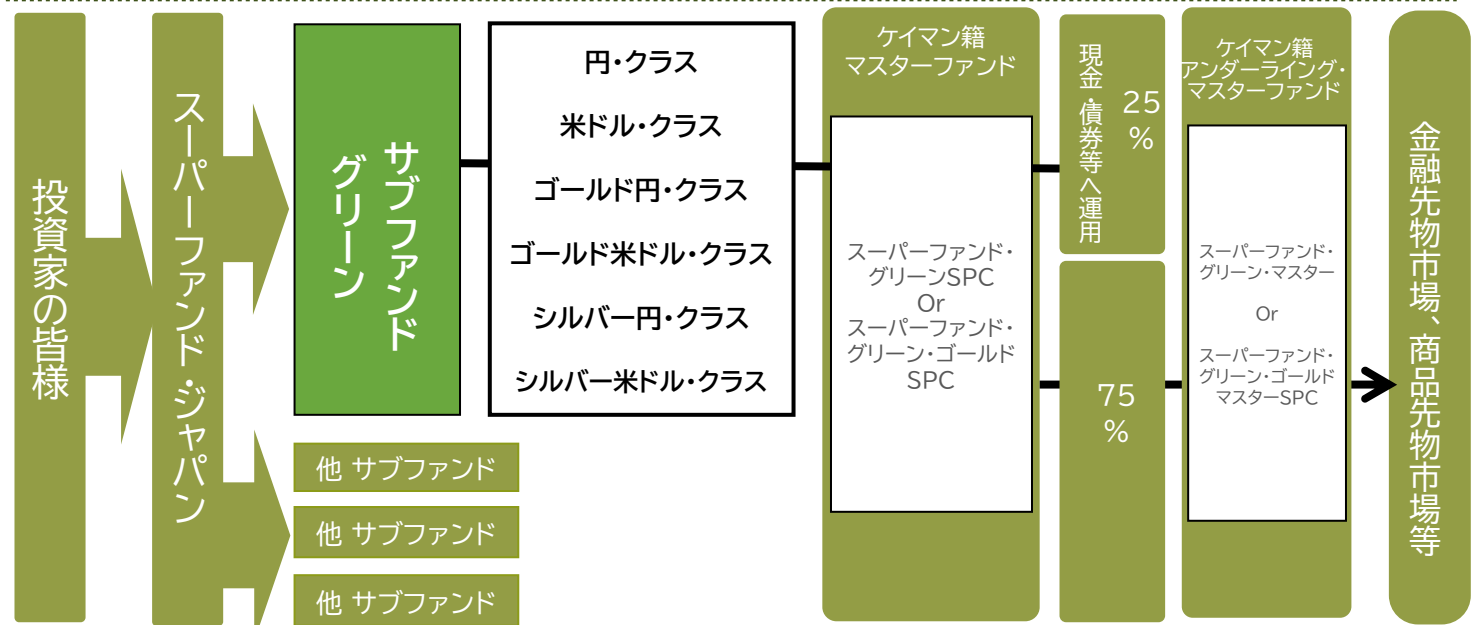 投資家の皆様
スーパーファンド・ジャパン
サブファンド
グリーン
他 サブファンド
他 サブファンド
他 サブファンド
円・クラス
米ドル・クラス
ゴールド円・クラス
ゴールド米ドル・クラス
シルバー円・クラス
シルバー米ドル・クラス
ケイマン籍
マスターファンド
スーパーファンド・
グリーンSPC
Or
スーパーファンド・
グリーン・ゴールド
SPC
現金・債券等へ運用
25
%
75
%
ケイマン籍
アンダーライング・
マスターファンド
スーパーファンド・
グリーン・マスター
Or
スーパーファンド・
グリーン・ゴールド
マスターSPC
金融先物市場、商品先物市場等